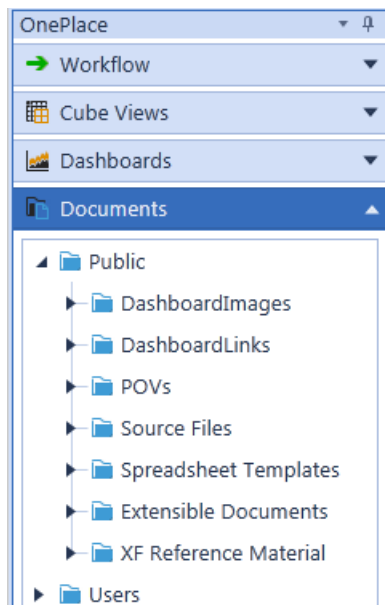 OnePlace
Workflow
Cube Views
Dashboards
Documents
Public
DashboardImages
DashboardLinks
POVs
Source Files
Spreadsheet Templates
Extensible Documents
XF Reference Material
Users